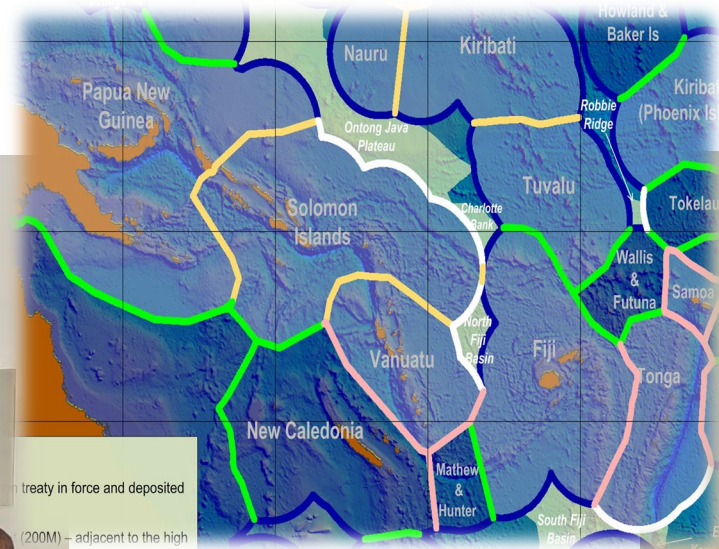 Howland &
Baker Is
Nauru
Kiribati
Kiriba
(Phoenix Is
Robbie
Ridge
Papua New
Guinea
Ontong Java
Plateau
Tuvalu
Tokelau
Solomon
Islands
Charlotte
Bank
Wallis
&
Futuna
Samoa
North
Fiji
Basin
Vanuatu
Fiji
Tonga
New Caledonia
Mathew
&
Hunter
South Fiji
Basin
n treaty in force and deposited
(200M) – adjacent to the high